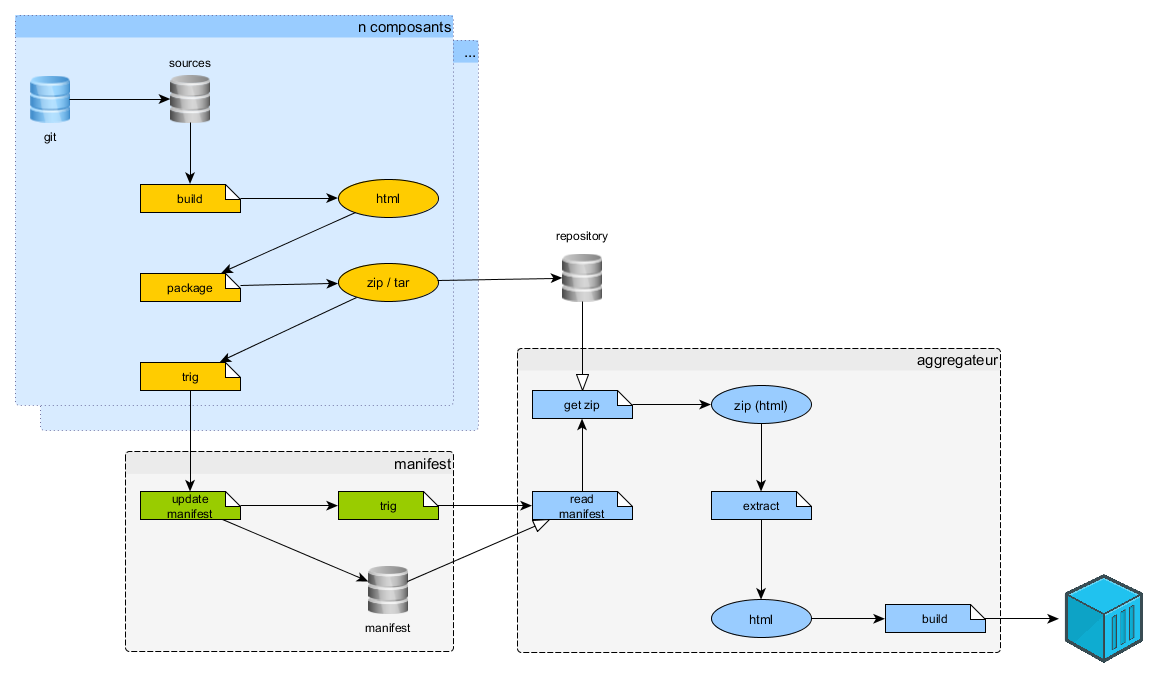 n composants
...
sources
git
build
html
repository
package
zip / tar
aggregateur
trig
get zip
zip (html)
manifest
update
manifest
trig
read
manifest
extract
manifest
html
build